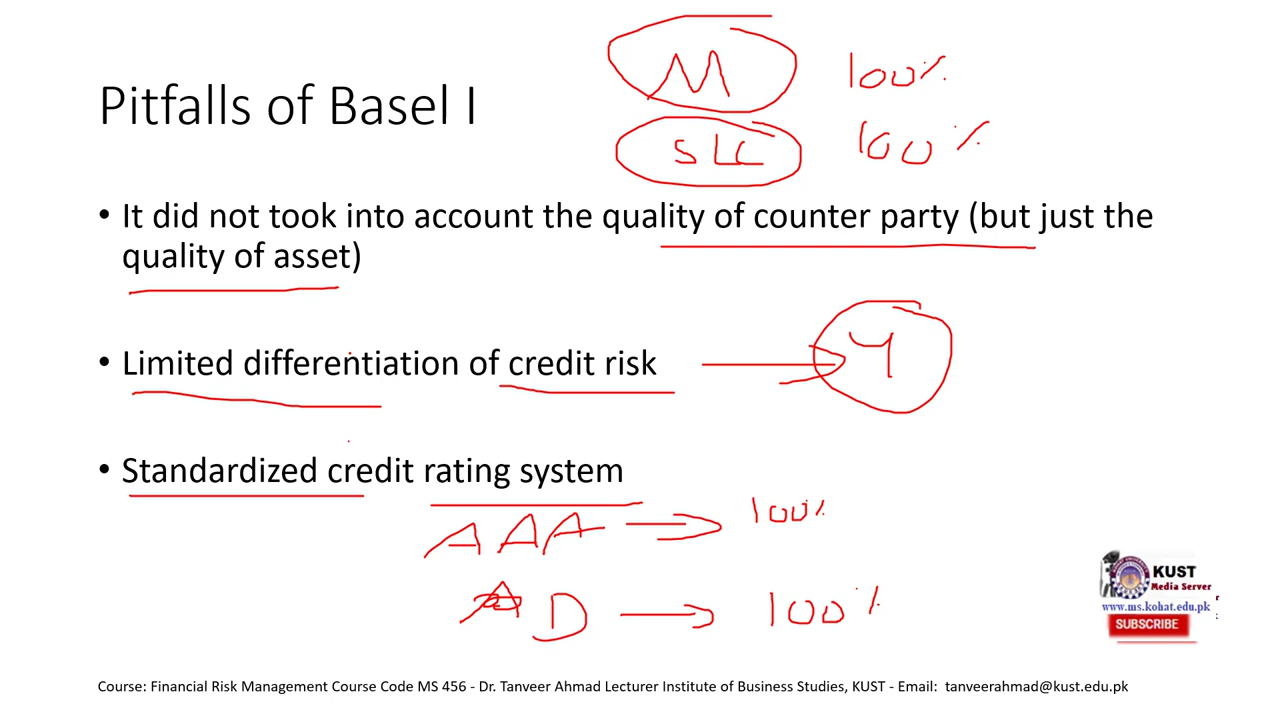 M 100%
Pitfalls of Basel I
SLC 100%
• It did not took into account the quality of counter party (but just the
quality of asset)
• Limited differentiation of credit risk
4
• Standardized credit rating system
AAA → 100%
D → 100%
KUST
Media Server
www.ms.kohat.edu.pk
SUBSCRIBE
Course: Financial Risk Management Course Code MS 456 - Dr. Tanveer Ahmad Lecturer Institute of Business Studies, KUST - Email: tanveerahmad@kust.edu.pk